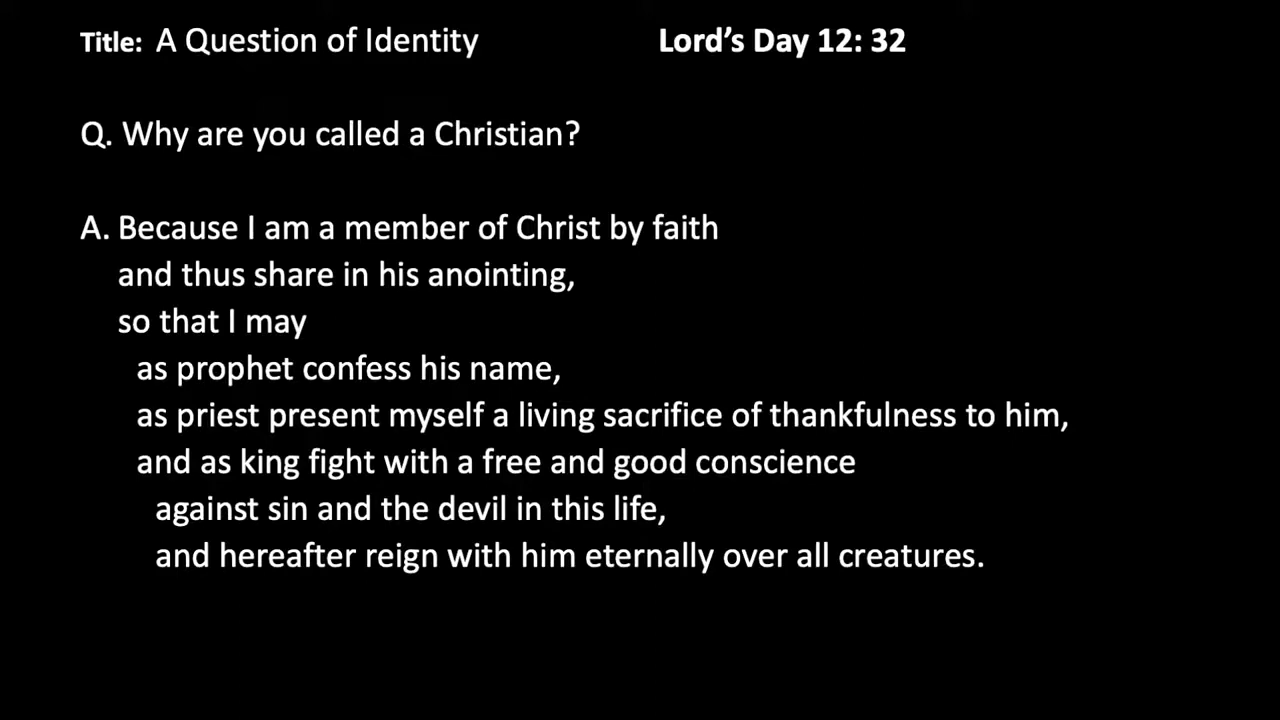 Title: A Question of Identity Lord’s Day 12: 32
Q. Why are you called a Christian?
A. Because I am a member of Christ by faith
and thus share in his anointing,
so that I may
as prophet confess his name,
as priest present myself a living sacrifice of thankfulness to him,
and as king fight with a free and good conscience
against sin and the devil in this life,
and hereafter reign with him eternally over all creatures.